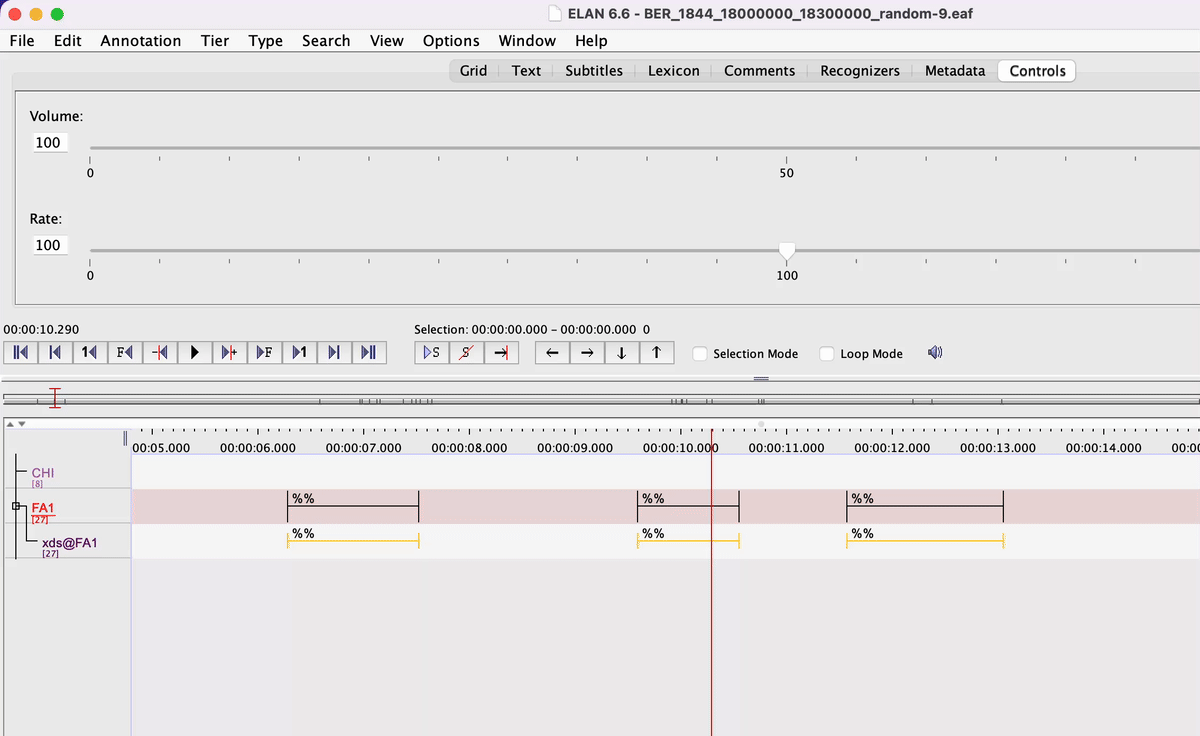 ELAN 6.6 - BER_1844_18000000_18300000_random-9.eaf
File Edit Annotation Tier Type Search View Options Window Help
Grid Text Subtitles Lexicon Comments Recognizers Metadata Controls
Volume:
100
0 50
Rate:
100
0 100
00:00:10.290 Selection: 00:00:00.000 - 00:00:00.000 0
1 F F 1 S S Selection Mode Loop Mode
00:05.000 00:00:06.000 00:00:07.000 00:00:08.000 00:00:09.000 00:00:10.000 00:00:11.000 00:00:12.000 00:00:13.000 00:00:14.000 00:0
CHI
[8]
%% %% %%
FA1
[27]
%% %% %%
xds@FA1
[27]